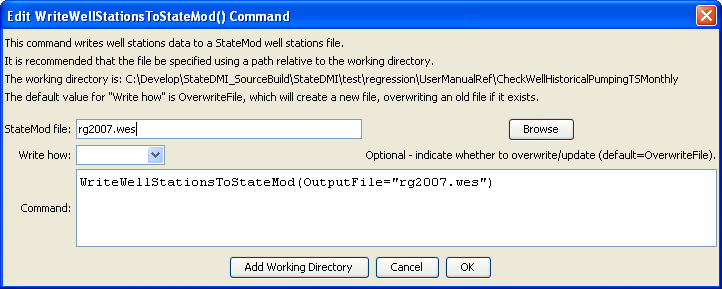 Edit WriteWellStationsToStateMod() Command
This command writes well stations data to a StateMod well stations file.
It is recommended that the file be specified using a path relative to the working directory.
The working directory is: C:\Develop\StateDMI_SourceBuild\StateDMI\test\regression\UserManualRef\CheckWellHistoricalPumpingTSMonthly
The default value for "Write how" is OverwriteFile, which will create a new file, overwriting an old file if it exists.
StateMod file: rg2007.wes Browse
Write how: Optional - indicate whether to overwrite/update (default=OverwriteFile).
Command: WriteWellStationsToStateMod(OutputFile="rg2007.wes")
Add Working Directory Cancel OK